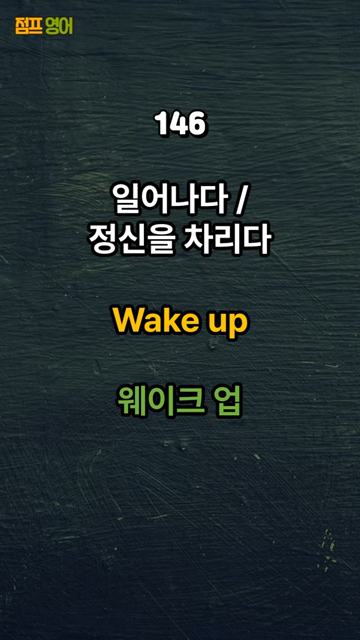 점프 영어
146
일어나다 /
정신을 차리다
Wake up
웨이크 업